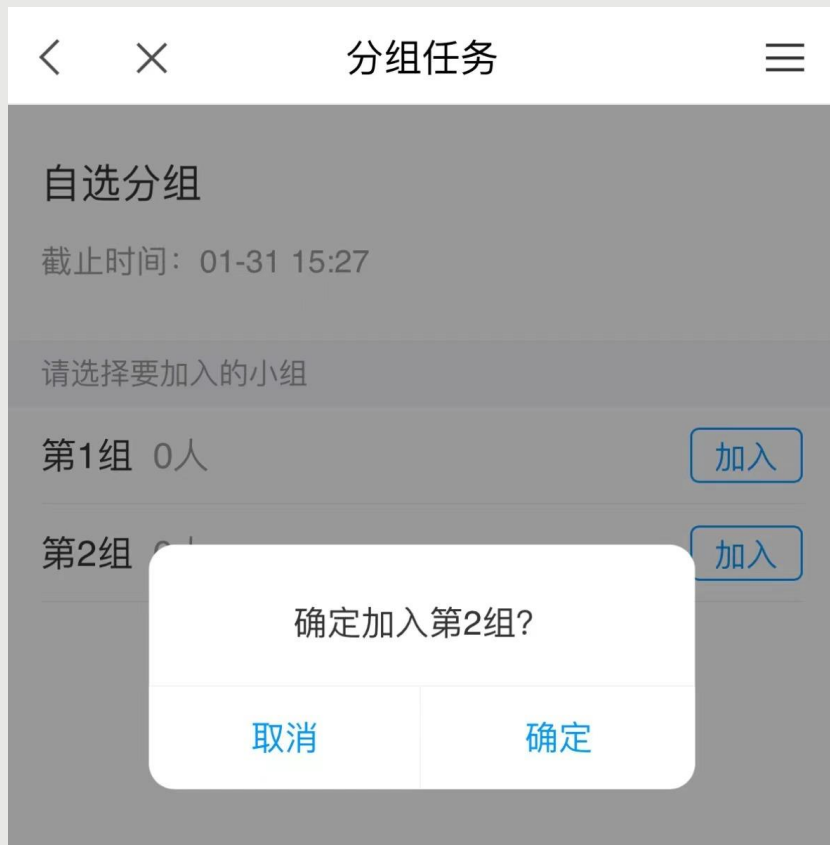 分组任务
自选分组
截止时间：01-31 15:27
请选择要加入的小组
第1组 0人 加入
第2组 加入
确定加入第2组？
取消 确定